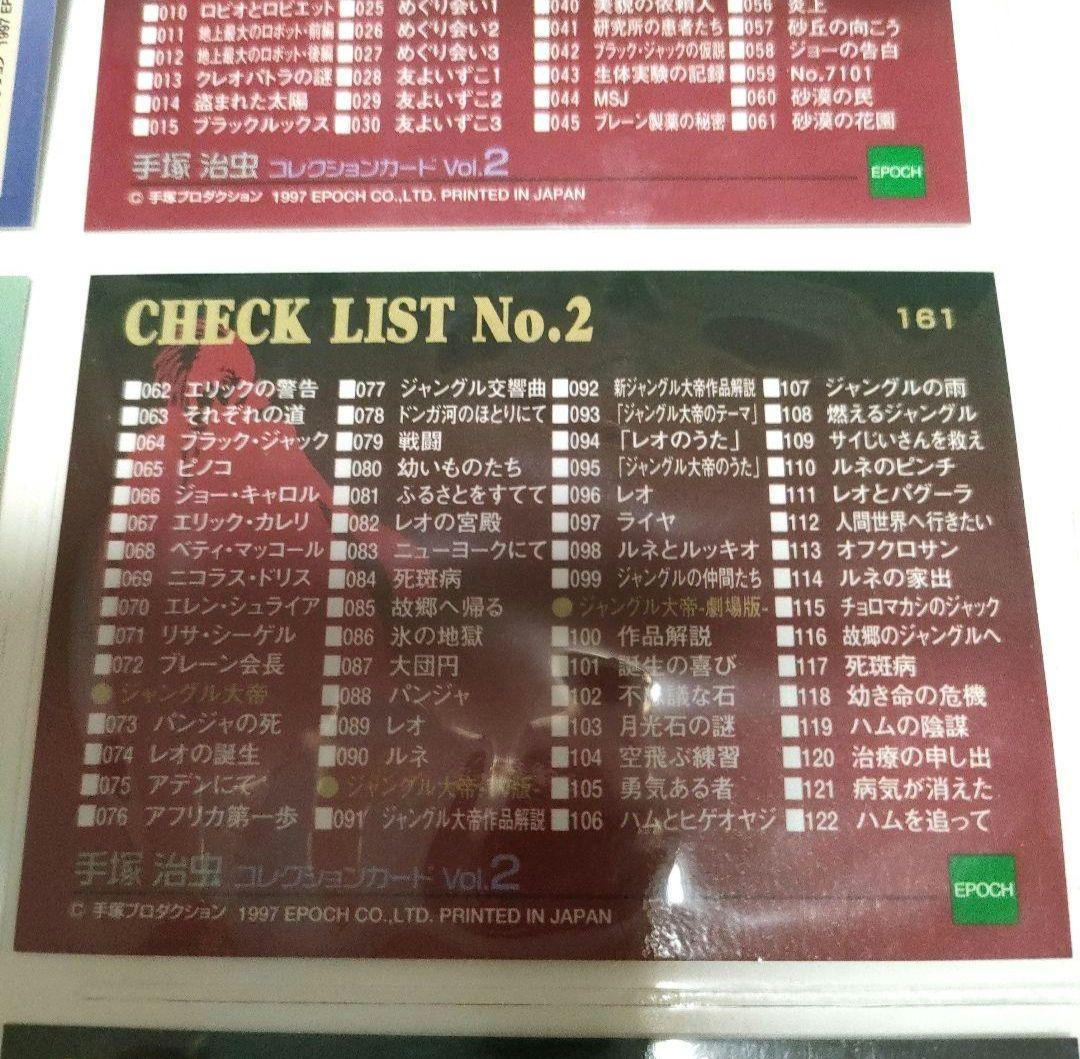 010 ロビオとロビエット
011 地上最大のロボット・前編
012 地上最大のロボット・後編
013 クレオパトラの謎
014 盗まれた太陽
015 ブラックルックス
025 めぐり会い1
026 めぐり会い2
027 めぐり会い3
028 友よいずこ1
029 友よいずこ2
030 友よいずこ3
040 美貌の依頼人
041 研究所の患者たち
042 ブラック・ジャックの仮説
043 生体実験の記録
044 MSJ
045 ブレーン製薬の秘密
056 炎上
057 砂丘の向こう
058 ジョーの告白
059 No.7101
060 砂漠の民
061 砂漠の花園
手塚 治虫 コレクションカード Vol.2
© 手塚プロダクション 1997 EPOCH CO.,LTD. PRINTED IN JAPAN
EPOCH
CHECK LIST No.2
161
062 エリックの警告
063 それぞれの道
064 ブラック・ジャック
065 ピノコ
066 ジョー・キャロル
067 エリック・カレリ
068 ベティ・マッコール
069 ニコラス・ドリス
070 エレン・シュライア
071 リサ・シーゲル
072 ブレーン会長
ジャングル大帝
073 パンジャの死
074 レオの誕生
075 アデンにて
076 アフリカ第一歩
077 ジャングル交響曲
078 ドンガ河のほとりにて
079 戦闘
080 幼いものたち
081 ふるさとをすてて
082 レオの宮殿
083 ニューヨークにて
084 死斑病
085 故郷へ帰る
086 氷の地獄
087 大団円
088 パンジャ
089 レオ
090 ルネ
ジャングル大帝
091 ジャングル大帝作品解説
092 新ジャングル大帝作品解説
093 「ジャングル大帝のテーマ」
094 「レオのうた」
095 「ジャングル大帝のうた」
096 レオ
097 ライヤ
098 ルネとルッキオ
099 ジャングルの仲間たち
ジャングル大帝-劇場版-
100 作品解説
101 誕生の喜び
102 不思議な石
103 月光石の謎
104 空飛ぶ練習
105 勇気ある者
106 ハムとヒゲオヤジ
107 ジャングルの雨
108 燃えるジャングル
109 サイじいさんを救え
110 ルネのピンチ
111 レオとバグーラ
112 人間世界へ行きたい
113 オフクロサン
114 ルネの家出
115 チョロマカシのジャック
116 故郷のジャングルへ
117 死斑病
118 幼き命の危機
119 ハムの陰謀
120 治療の申し出
121 病気が消えた
122 ハムを追って
手塚 治虫 コレクションカード Vol.2
© 手塚プロダクション 1997 EPOCH CO.,LTD. PRINTED IN JAPAN
EPOCH